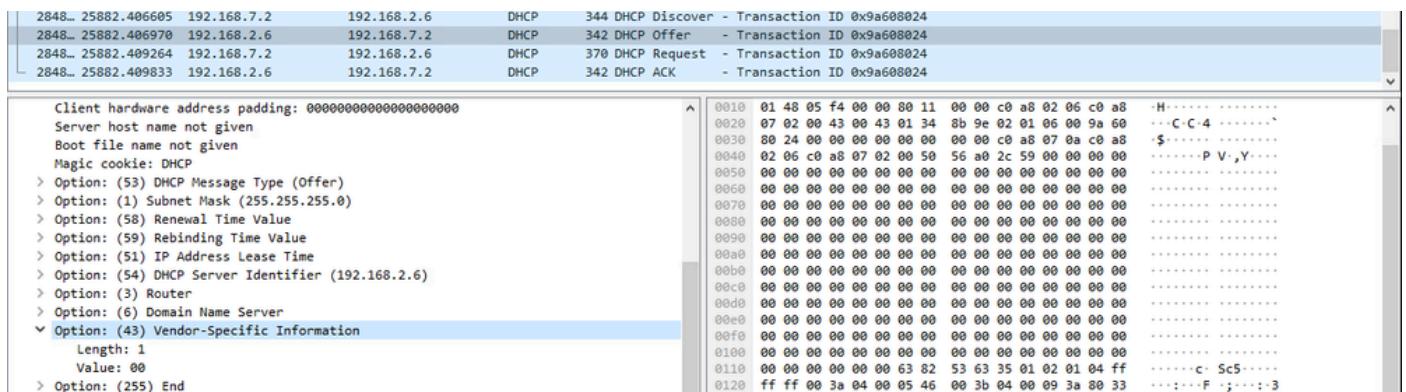 2848… 25882.406605 192.168.7.2 192.168.2.6 DHCP 344 DHCP Discover - Transaction ID 0x9a608024
2848… 25882.406970 192.168.2.6 192.168.7.2 DHCP 342 DHCP Offer - Transaction ID 0x9a608024
2848… 25882.409264 192.168.7.2 192.168.2.6 DHCP 370 DHCP Request - Transaction ID 0x9a608024
2848… 25882.409833 192.168.2.6 192.168.7.2 DHCP 342 DHCP ACK - Transaction ID 0x9a608024
Client hardware address padding: 00000000000000000000
Server host name not given
Boot file name not given
Magic cookie: DHCP
> Option: (53) DHCP Message Type (Offer)
> Option: (1) Subnet Mask (255.255.255.0)
> Option: (58) Renewal Time Value
> Option: (59) Rebinding Time Value
> Option: (51) IP Address Lease Time
> Option: (54) DHCP Server Identifier (192.168.2.6)
> Option: (3) Router
> Option: (6) Domain Name Server
Option: (43) Vendor-Specific Information
Length: 1
Value: 00
> Option: (255) End
0010 01 48 05 f4 00 00 80 11 00 00 c0 a8 02 06 c0 a8 ·H······ ········
0020 07 02 00 43 00 43 01 34 8b 9e 02 01 06 00 9a 60 ···C·C·4 ·······`
0030 80 24 00 00 00 00 00 00 00 00 c0 a8 07 0a c0 a8 ·$······ ········
0040 02 06 c0 a8 07 02 00 50 56 a0 2c 59 00 00 00 00 ·······P V·,Y····
0050 00 00 00 00 00 00 00 00 00 00 00 00 00 00 00 00 ········ ········
0060 00 00 00 00 00 00 00 00 00 00 00 00 00 00 00 00 ········ ········
0070 00 00 00 00 00 00 00 00 00 00 00 00 00 00 00 00 ········ ········
0080 00 00 00 00 00 00 00 00 00 00 00 00 00 00 00 00 ········ ········
0090 00 00 00 00 00 00 00 00 00 00 00 00 00 00 00 00 ········ ········
00a0 00 00 00 00 00 00 00 00 00 00 00 00 00 00 00 00 ········ ········
00b0 00 00 00 00 00 00 00 00 00 00 00 00 00 00 00 00 ········ ········
00c0 00 00 00 00 00 00 00 00 00 00 00 00 00 00 00 00 ········ ········
00d0 00 00 00 00 00 00 00 00 00 00 00 00 00 00 00 00 ········ ········
00e0 00 00 00 00 00 00 00 00 00 00 00 00 00 00 00 00 ········ ········
00f0 00 00 00 00 00 00 00 00 00 00 00 00 00 00 00 00 ········ ········
0100 00 00 00 00 00 00 00 00 00 00 00 00 00 00 00 00 ········ ········
0110 00 00 00 00 00 00 63 82 53 63 35 01 02 01 04 ff ······c· Sc5·····
0120 ff ff 00 3a 04 00 05 46 00 3b 04 00 09 3a 80 33 ···:···F ·;···:·3